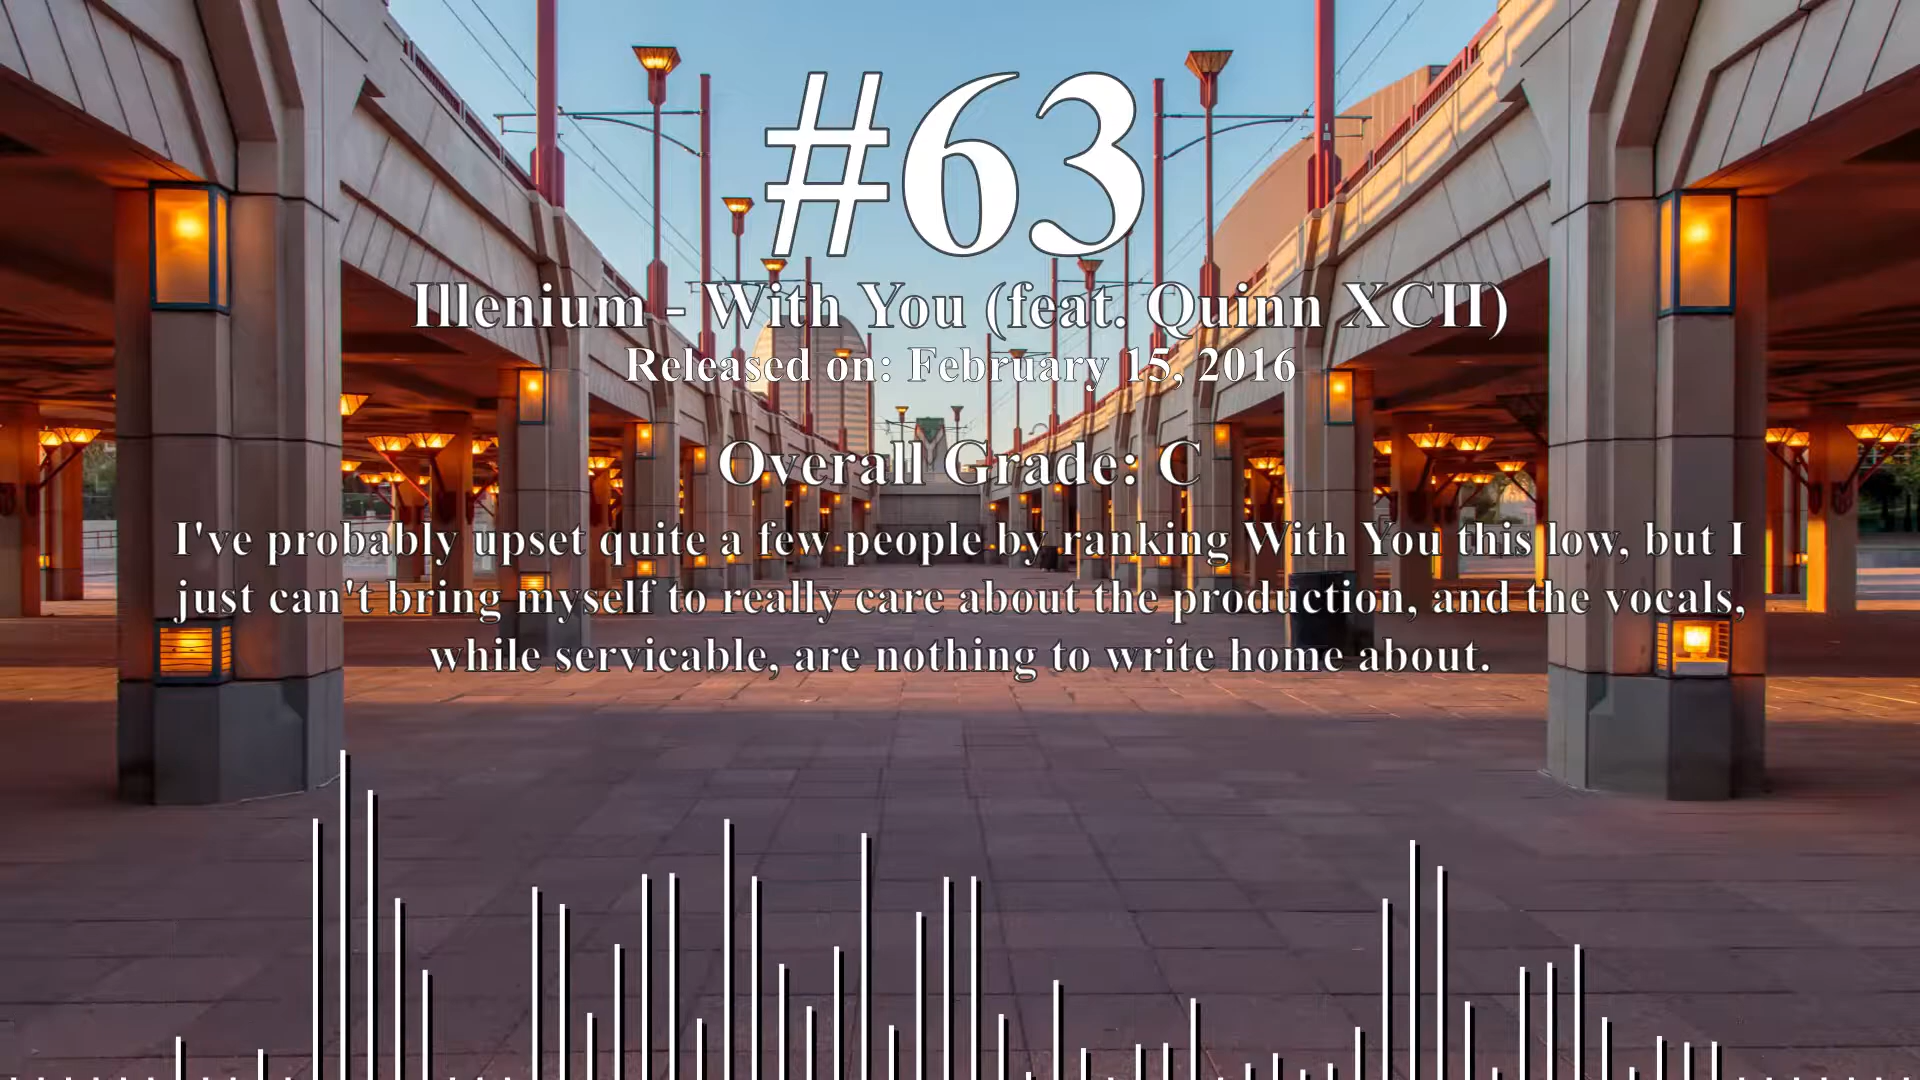 #63
Illenium - With You (feat. Quinn XCII)
Released on: February 15, 2016
Overall Grade: C
I've probably upset quite a few people by ranking With You this low, but I
just can't bring myself to really care about the production, and the vocals,
while servicable, are nothing to write home about.